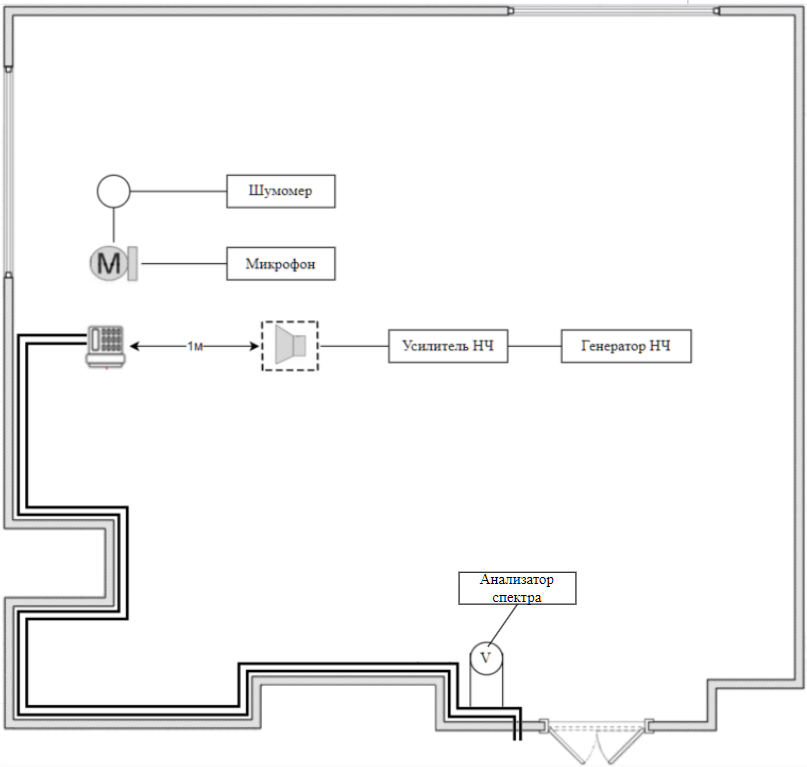 Шумомер
М
Микрофон
1м
Усилитель НЧ
Генератор НЧ
Анализатор
спектра
V